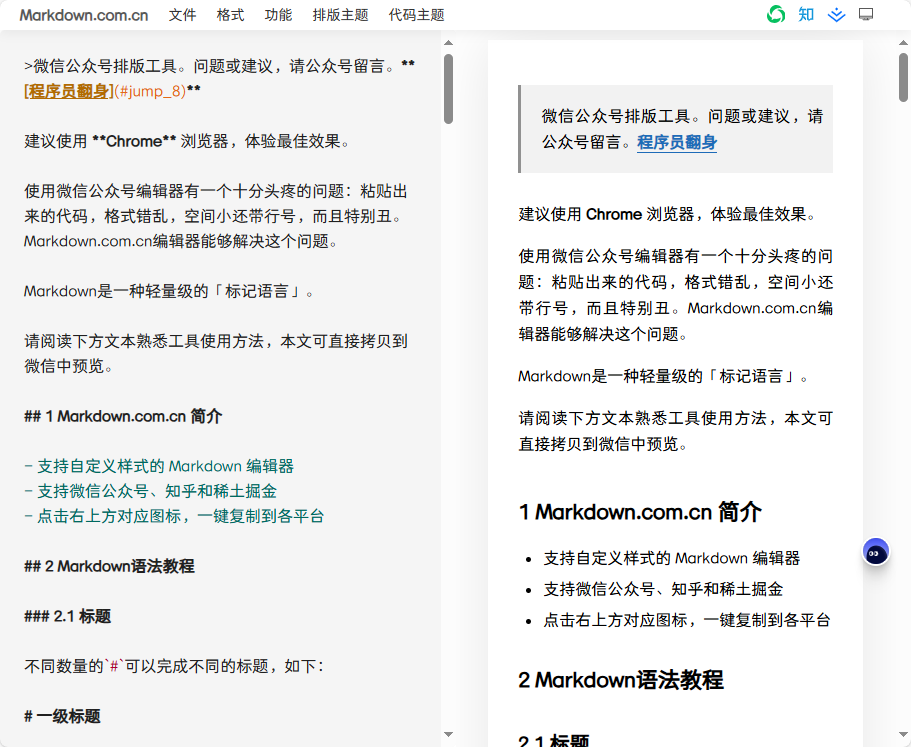 Markdown.com.cn 文件 格式 功能 排版主题 代码主题 知
>微信公众号排版工具。问题或建议，请公众号留言。**
[程序员翻身](#jump_8)**
建议使用 **Chrome** 浏览器，体验最佳效果。
使用微信公众号编辑器有一个十分头疼的问题：粘贴出
来的代码，格式错乱，空间小还带行号，而且特别丑。
Markdown.com.cn编辑器能够解决这个问题。
Markdown是一种轻量级的「标记语言」。
请阅读下方文本熟悉工具使用方法，本文可直接拷贝到
微信中预览。
## 1 Markdown.com.cn 简介
- 支持自定义样式的 Markdown 编辑器
- 支持微信公众号、知乎和稀土掘金
- 点击右上方对应图标，一键复制到各平台
## 2 Markdown语法教程
### 2.1 标题
不同数量的`#`可以完成不同的标题，如下：
# 一级标题
微信公众号排版工具。问题或建议，请
公众号留言。程序员翻身
建议使用 Chrome 浏览器，体验最佳效果。
使用微信公众号编辑器有一个十分头疼的问
题：粘贴出来的代码，格式错乱，空间小还
带行号，而且特别丑。Markdown.com.cn编
辑器能够解决这个问题。
Markdown是一种轻量级的「标记语言」。
请阅读下方文本熟悉工具使用方法，本文可
直接拷贝到微信中预览。
1 Markdown.com.cn 简介
• 支持自定义样式的 Markdown 编辑器
• 支持微信公众号、知乎和稀土掘金
• 点击右上方对应图标，一键复制到各平台
2 Markdown语法教程
2.1 标题